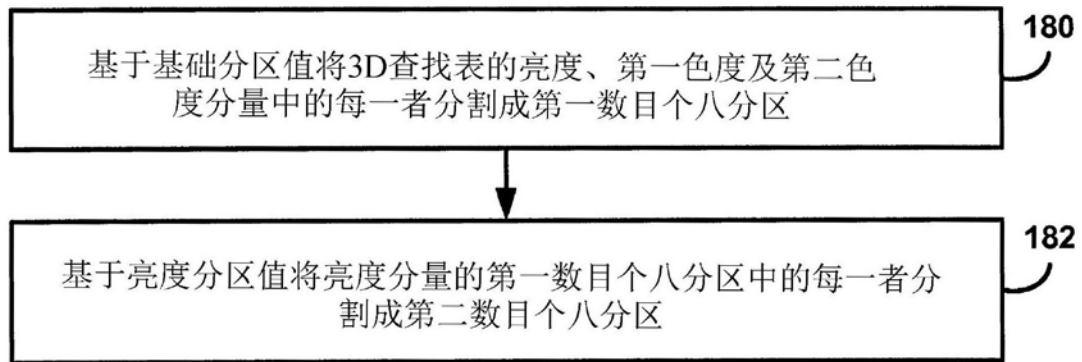 180
基于基础分区值将3D查找表的亮度、第一色度及第二色
度分量中的每一者分割成第一数目个八分区
182
基于亮度分区值将亮度分量的第一数目个八分区中的每一者分
割成第二数目个八分区